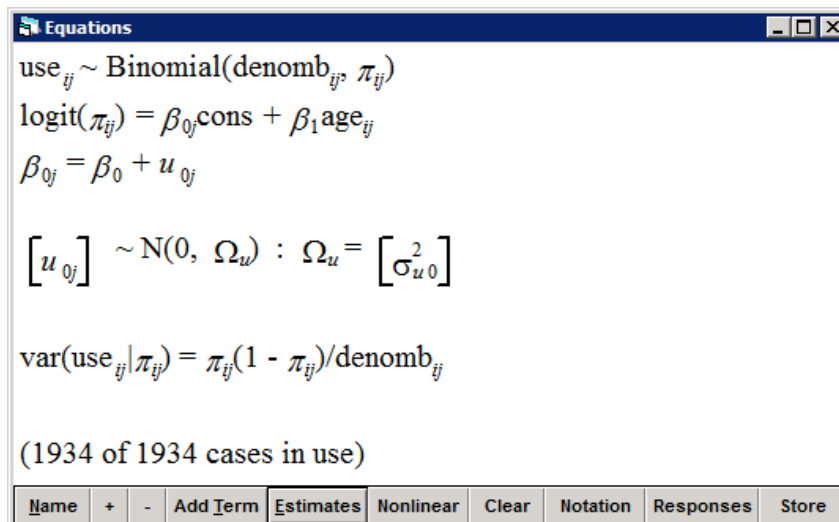 Equations
use_ij ~ Binomial(denomb_ij, π_ij)
logit(π_ij) = β_0j cons + β_1 age_ij
β_0j = β_0 + u_0j
[u_0j] ~ N(0, Ω_u) : Ω_u = [σ²_u0]
var(use_ij|π_ij) = π_ij(1 - π_ij)/denomb_ij
(1934 of 1934 cases in use)
Name + - Add Term Estimates Nonlinear Clear Notation Responses Store